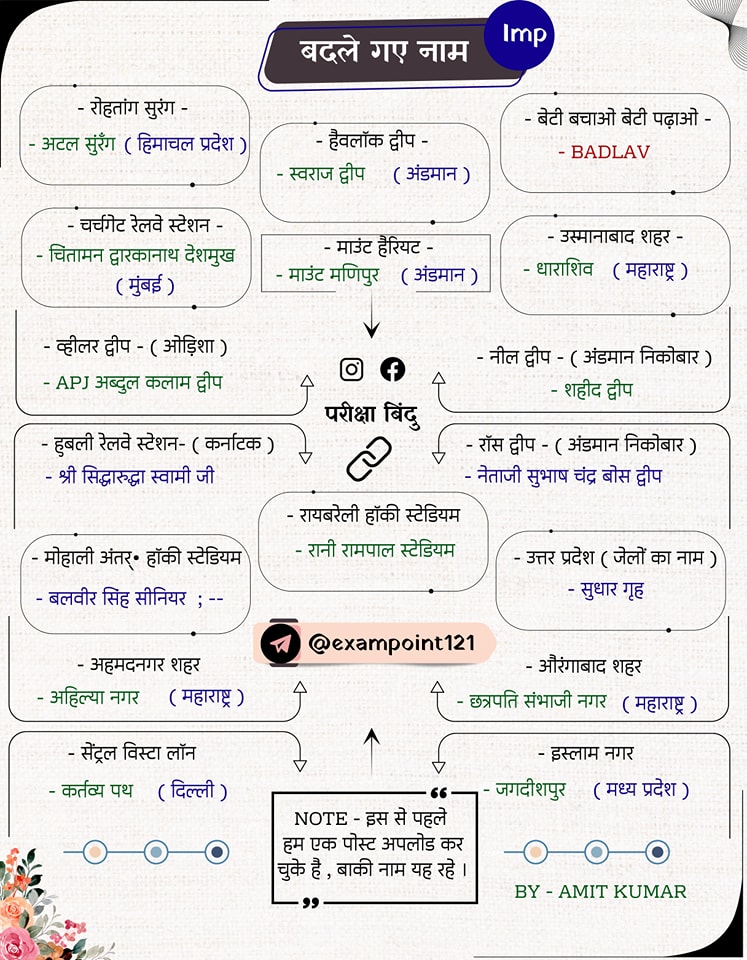 बदले गए नाम
Imp
- रोहतांग सुरंग -
- अटल सुंरँग ( हिमाचल प्रदेश )
- हैवलॉक द्वीप -
- स्वराज द्वीप ( अंडमान )
- बेटी बचाओ बेटी पढ़ाओ -
- BADLAV
- चर्चगेट रेलवे स्टेशन -
- चिंतामन द्वारकानाथ देशमुख
( मुंबई )
- माउंट हैरियट -
- माउंट मणिपुर ( अंडमान )
- उस्मानाबाद शहर -
- धाराशिव ( महाराष्ट्र )
- व्हीलर द्वीप - ( ओड़िशा )
- APJ अब्दुल कलाम द्वीप
- नील द्वीप - ( अंडमान निकोबार )
- शहीद द्वीप
परीक्षा बिंदु
- हुबली रेलवे स्टेशन- ( कर्नाटक )
- श्री सिद्धारुद्धा स्वामी जी
- रॉस द्वीप - ( अंडमान निकोबार )
- नेताजी सुभाष चंद्र बोस द्वीप
- रायबरेली हॉकी स्टेडियम
- रानी रामपाल स्टेडियम
- मोहाली अंतर्• हॉकी स्टेडियम
- बलवीर सिंह सीनियर ; --
- उत्तर प्रदेश ( जेलों का नाम )
- सुधार गृह
@exampoint121
- अहमदनगर शहर
- अहिल्या नगर ( महाराष्ट्र )
- औरंगाबाद शहर
- छत्रपति संभाजी नगर ( महाराष्ट्र )
- सेंट्रल विस्टा लॉन
- कर्तव्य पथ ( दिल्ली )
- इस्लाम नगर
- जगदीशपुर ( मध्य प्रदेश )
NOTE - इस से पहले
हम एक पोस्ट अपलोड कर
चुके है , बाकी नाम यह रहे ।
BY - AMIT KUMAR